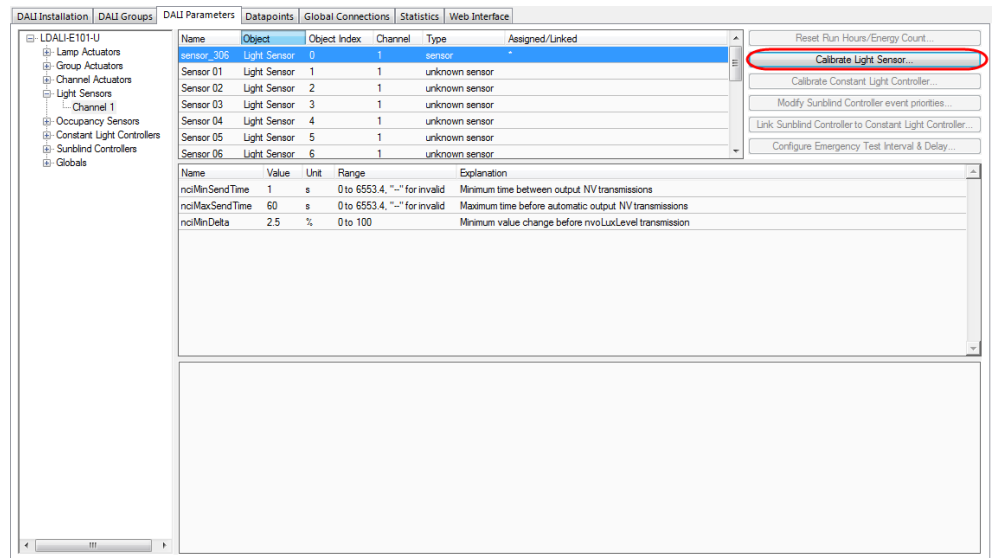 DALI Installation DALI Groups DALI Parameters Datapoints Global Connections Statistics Web Interface
LDALI-E101-U
Lamp Actuators
Group Actuators
Channel Actuators
Light Sensors
Channel 1
Occupancy Sensors
Constant Light Controllers
Sunblind Controllers
Globals
Name Object Object Index Channel Type Assigned/Linked
sensor_306 Light Sensor 0 1 sensor *
Sensor 01 Light Sensor 1 1 unknown sensor
Sensor 02 Light Sensor 2 1 unknown sensor
Sensor 03 Light Sensor 3 1 unknown sensor
Sensor 04 Light Sensor 4 1 unknown sensor
Sensor 05 Light Sensor 5 1 unknown sensor
Sensor 06 Light Sensor 6 1 unknown sensor
Reset Run Hours/Energy Count...
Calibrate Light Sensor...
Calibrate Constant Light Controller...
Modify Sunblind Controller event priorities...
Link Sunblind Controller to Constant Light Controller...
Configure Emergency Test Interval & Delay...
Name Value Unit Range Explanation
nciMinSendTime 1 s 0 to 6553.4, "--" for invalid Minimum time between output NV transmissions
nciMaxSendTime 60 s 0 to 6553.4, "--" for invalid Maximum time before automatic output NV transmissions
nciMinDelta 2.5 % 0 to 100 Minimum value change before nvoLuxLevel transmission